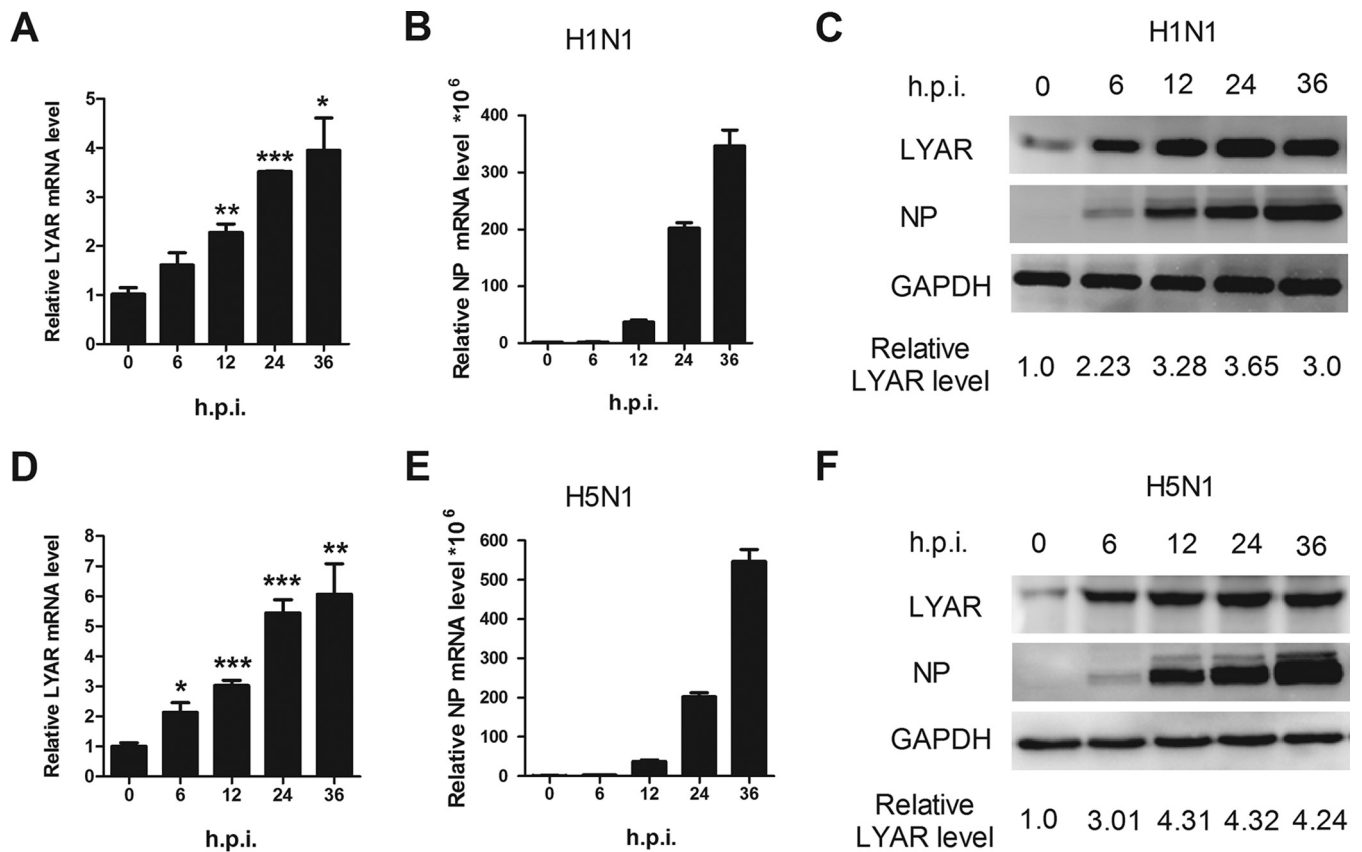 A
Relative LYAR mRNA level
5
4
3
2
1
0
*
***
**
0 6 12 24 36
h.p.i.
B
H1N1
Relative NP mRNA level *10^6
400
300
200
100
0
0 6 12 24 36
h.p.i.
C
H1N1
h.p.i. 0 6 12 24 36
LYAR
NP
GAPDH
Relative
LYAR level
1.0 2.23 3.28 3.65 3.0
D
Relative LYAR mRNA level
8
7
6
5
4
3
2
1
0
**
***
***
*
0 6 12 24 36
h.p.i.
E
H5N1
Relative NP mRNA level *10^6
600
500
400
300
200
100
0
0 6 12 24 36
h.p.i.
F
H5N1
h.p.i. 0 6 12 24 36
LYAR
NP
GAPDH
Relative
LYAR level
1.0 3.01 4.31 4.32 4.24